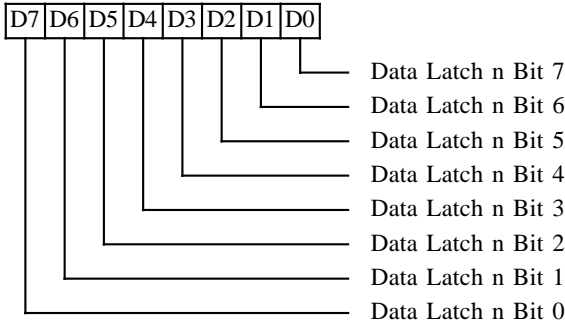 D7 D6 D5 D4 D3 D2 D1 D0
Data Latch n Bit 7
Data Latch n Bit 6
Data Latch n Bit 5
Data Latch n Bit 4
Data Latch n Bit 3
Data Latch n Bit 2
Data Latch n Bit 1
Data Latch n Bit 0